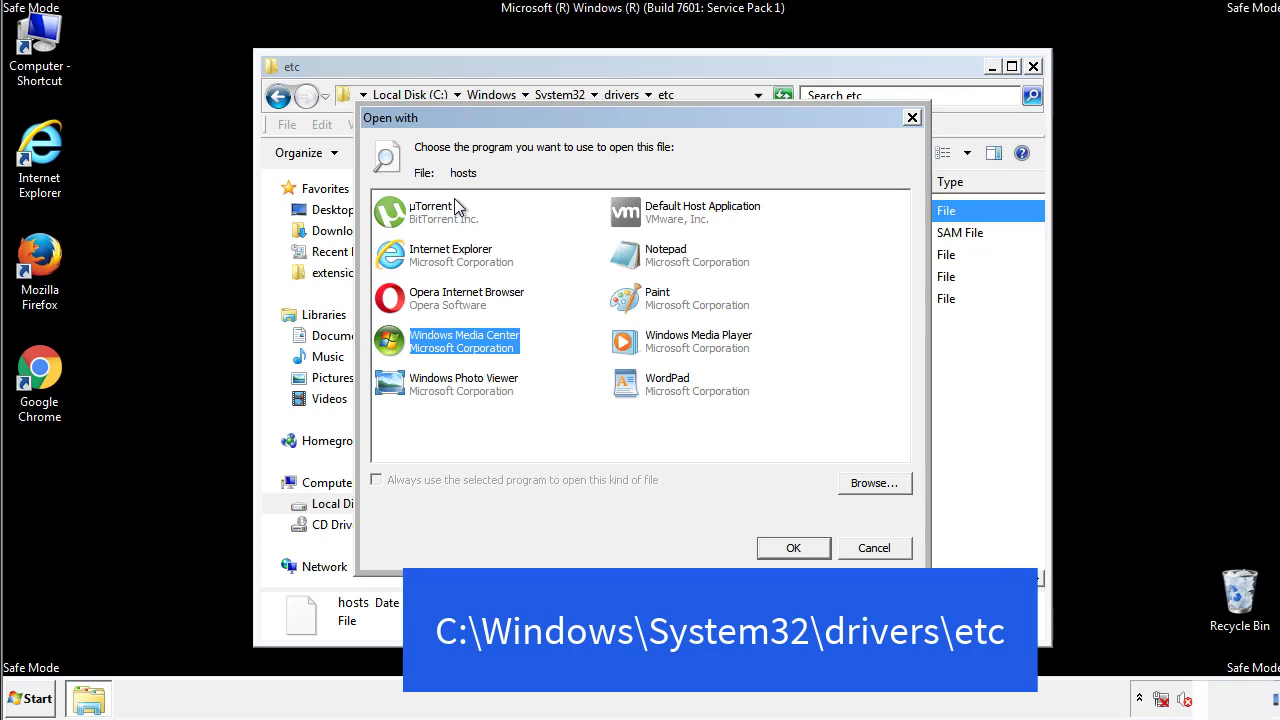 Safe Mode
Microsoft (R) Windows (R) (Build 7601: Service Pack 1)
Safe Mode
Computer -
Shortcut
Internet
Explorer
Mozilla
Firefox
Google
Chrome
etc
Local Disk (C:) Windows System32 drivers etc
Search etc
File Edit
Organize
Type
File
SAM File
File
File
File
Favorites
Desktop
Downlo
Recent
extensio
Libraries
Docume
Music
Pictures
Videos
Homegro
Compute
Local Di
CD Driv
Network
hosts Date
File
Open with
Choose the program you want to use to open this file:
File: hosts
µTorrent
BitTorrent Inc.
Default Host Application
VMware, Inc.
Internet Explorer
Microsoft Corporation
Notepad
Microsoft Corporation
Opera Internet Browser
Opera Software
Paint
Microsoft Corporation
Windows Media Center
Microsoft Corporation
Windows Media Player
Microsoft Corporation
Windows Photo Viewer
Microsoft Corporation
WordPad
Microsoft Corporation
Always use the selected program to open this kind of file
Browse...
OK
Cancel
C:\Windows\System32\drivers\etc
Recycle Bin
Safe Mode
Safe Mode
Start